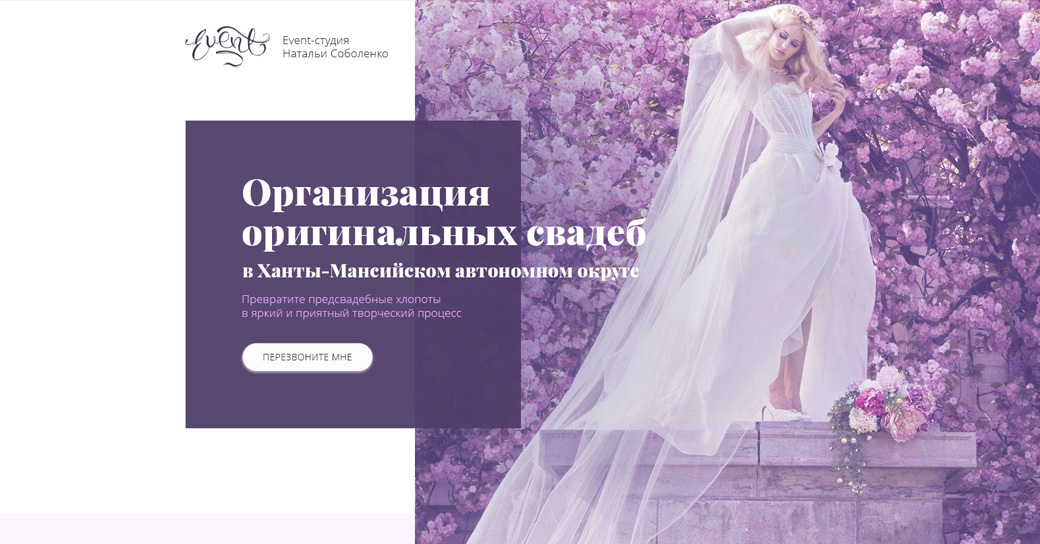 Event
Event-студия
Натальи Соболенко
Организация
оригинальных свадеб
в Ханты-Мансийском автономном округе
Превратите предсвадебные хлопоты
в яркий и приятный творческий процесс
ПЕРЕЗВОНИТЕ МНЕ